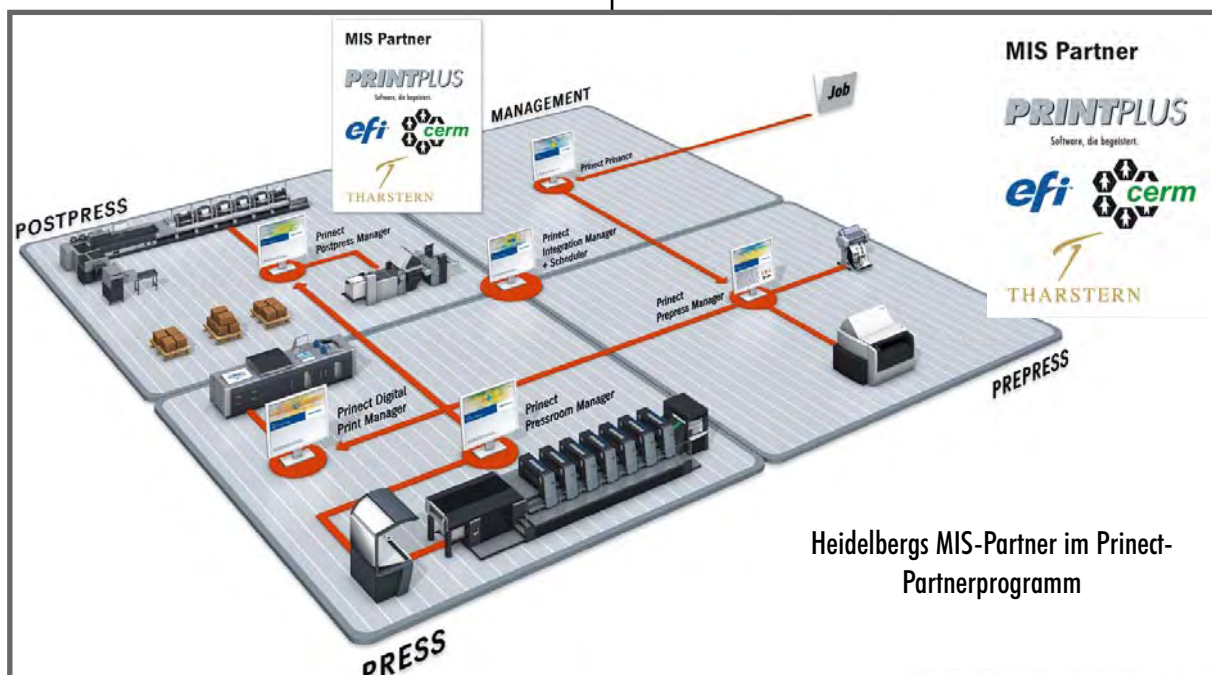 MIS Partner
PRINTPLUS
Software, die begeistert.
efi
cerm
THARSTERN
MIS Partner
PRINTPLUS
Software, die begeistert.
efi
cerm
THARSTERN
Job
MANAGEMENT
Prinect Prinance
POSTPRESS
Prinect
Postpress Manager
Prinect
Integration Manager
+ Scheduler
Prinect
Prepress Manager
PREPRESS
Prinect Digital
Print Manager
Prinect
Pressroom Manager
PRESS
Heidelbergs MIS-Partner im Prinect-
Partnerprogramm